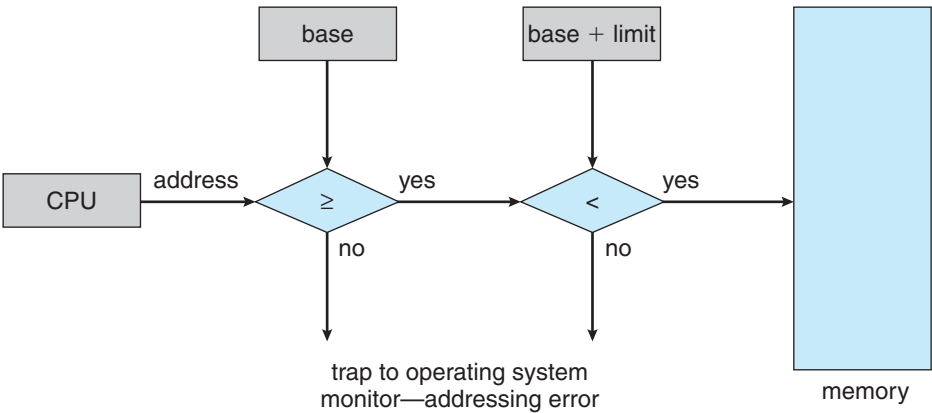 base
base + limit
CPU
address
≥
yes
<
yes
no
no
trap to operating system
monitor—addressing error
memory